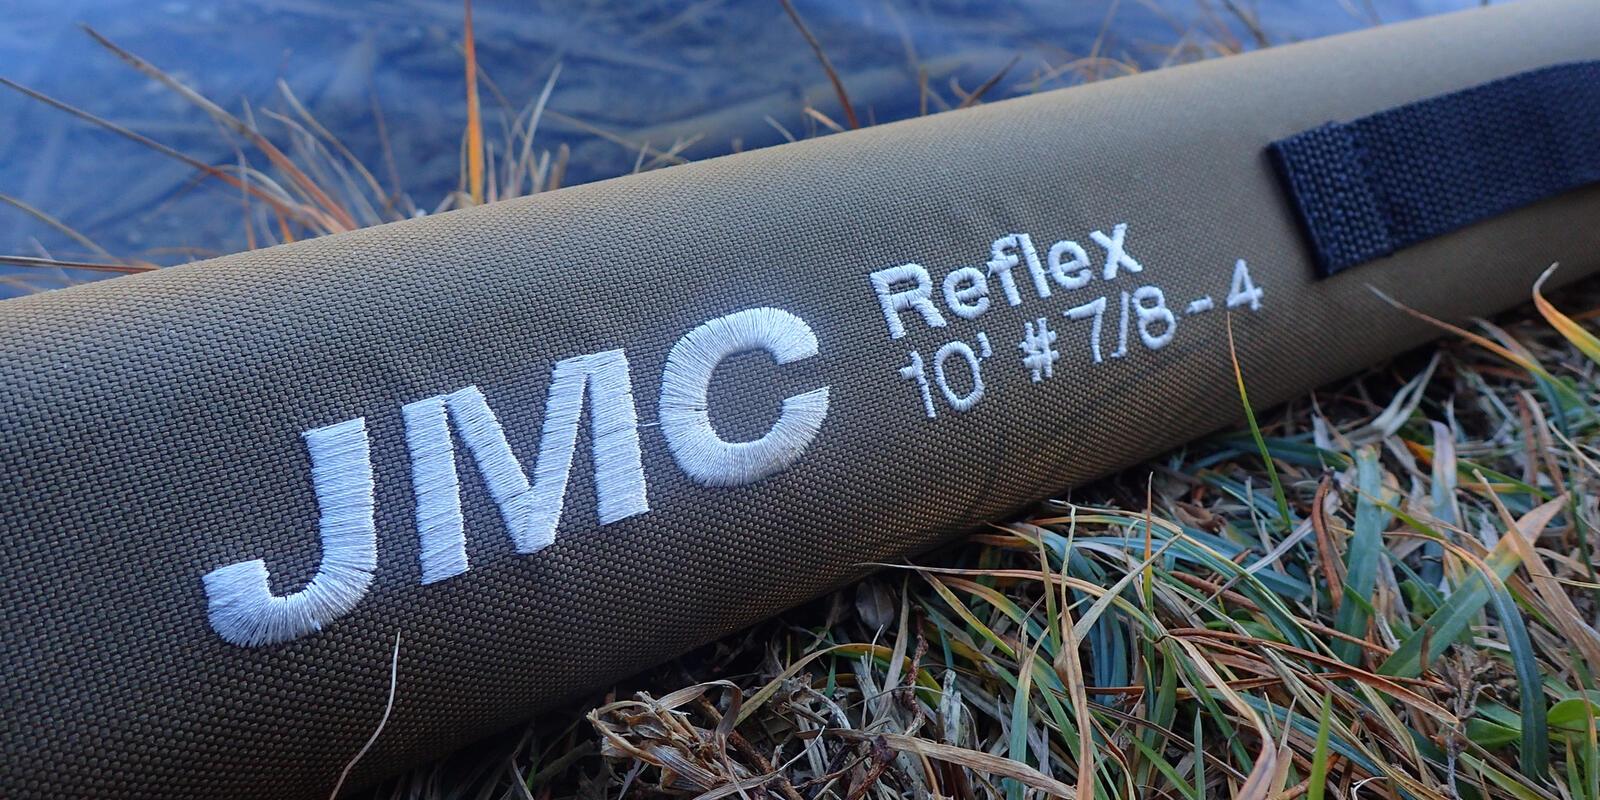 JMC
Reflex
10' # 7/8-4